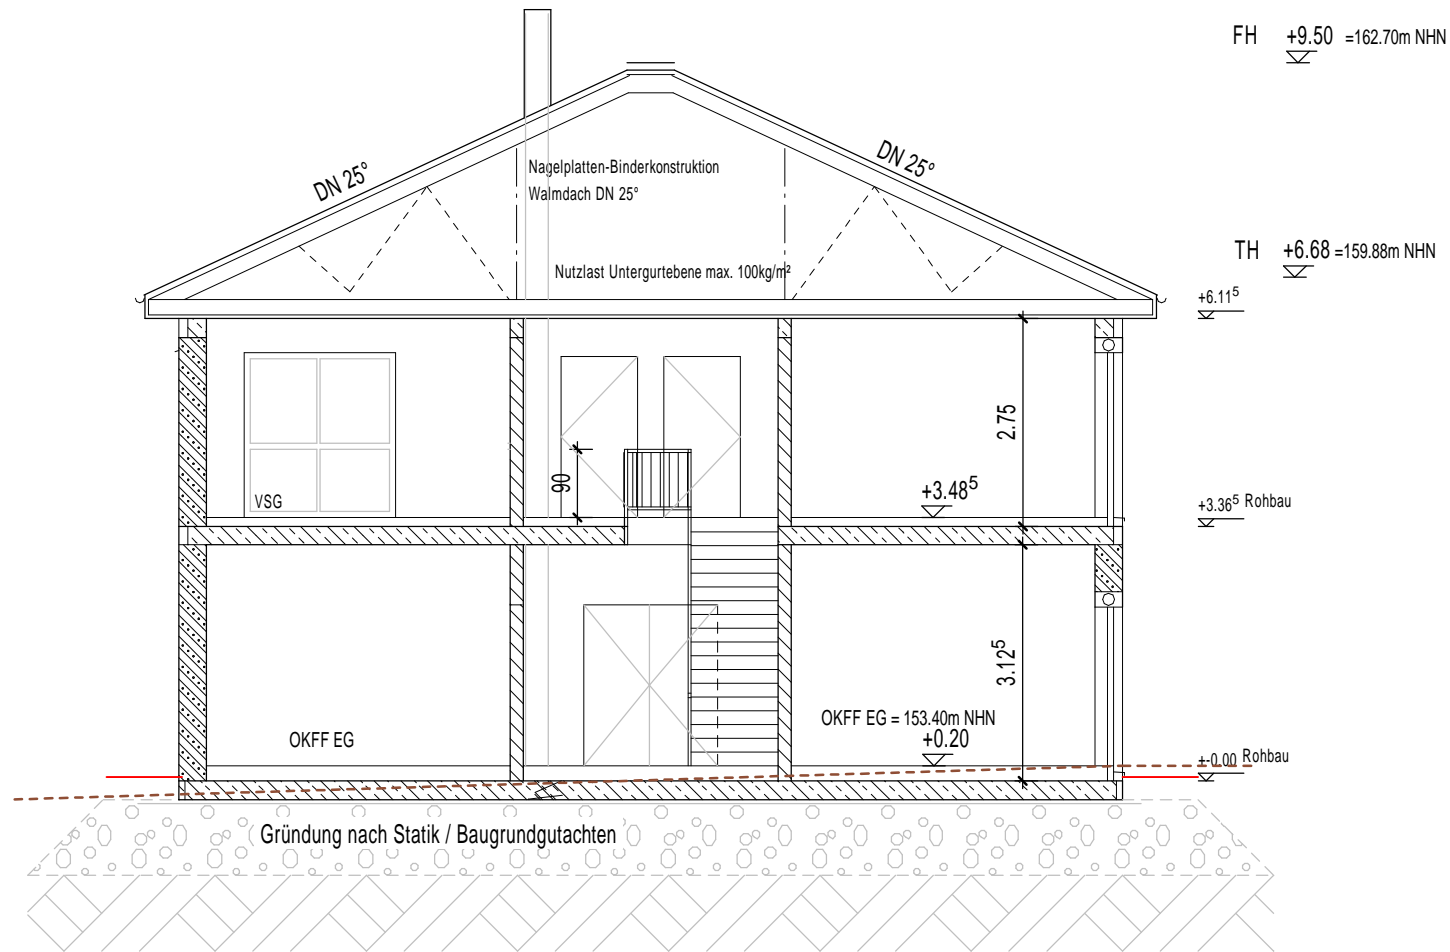 FH +9.50 =162.70m NHN
DN 25°
DN 25°
Nagelplatten-Binderkonstruktion
Walmdach DN 25°
TH +6.68 =159.88m NHN
Nutzlast Untergurtebene max. 100kg/m²
+6.11⁵
2.75
90
VSG
+3.48⁵
+3.36⁵ Rohbau
3.12⁵
OKFF EG = 153.40m NHN
+0.20
OKFF EG
+-0.00 Rohbau
Gründung nach Statik / Baugrundgutachten